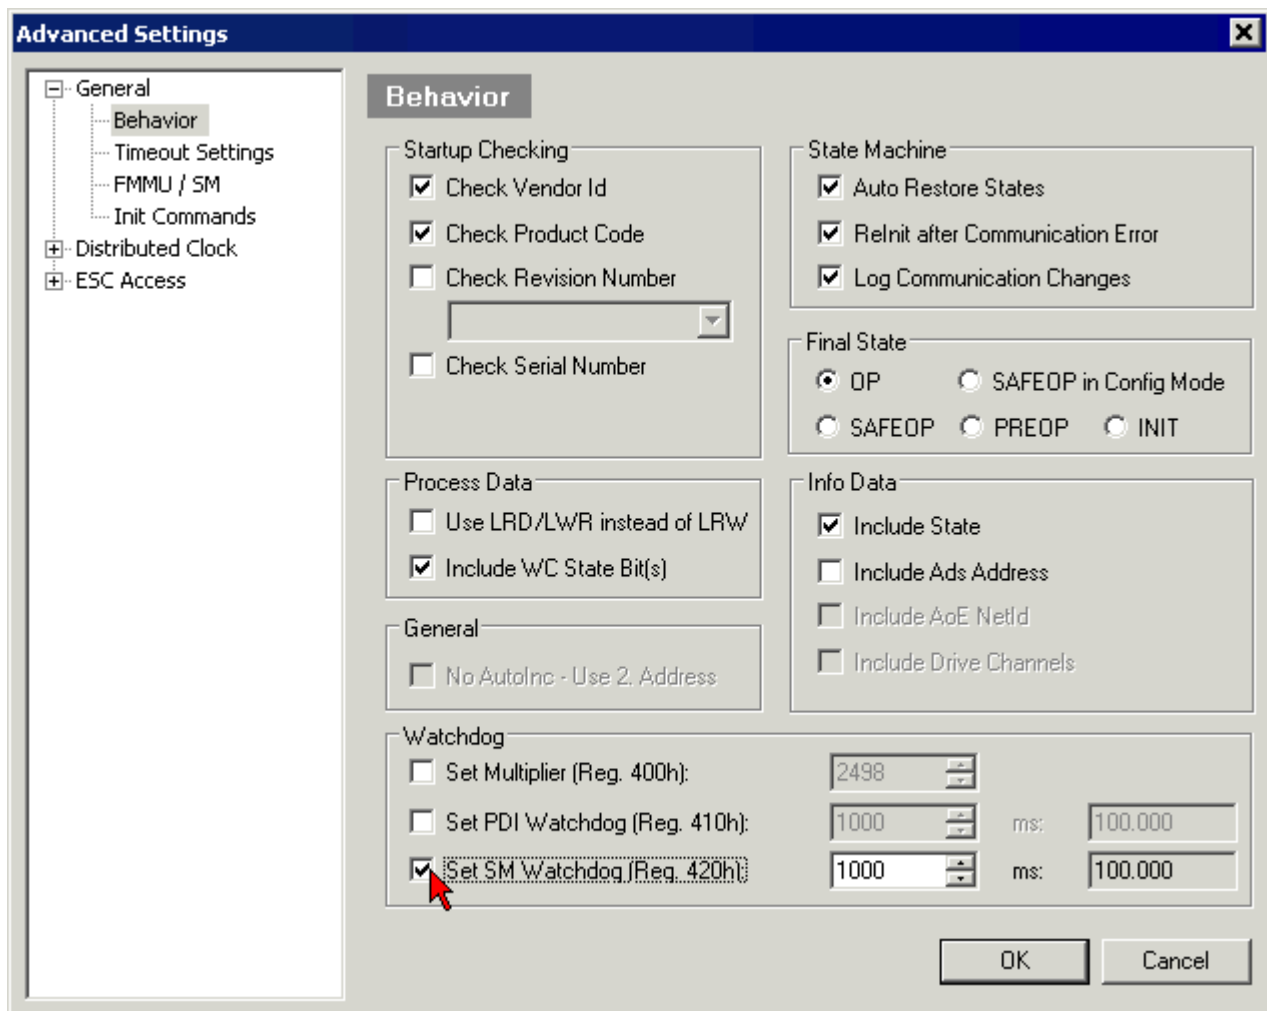 Advanced Settings
General
Behavior
Timeout Settings
FMMU / SM
Init Commands
Distributed Clock
ESC Access
Behavior
Startup Checking
Check Vendor Id
Check Product Code
Check Revision Number
Check Serial Number
State Machine
Auto Restore States
ReInit after Communication Error
Log Communication Changes
Final State
OP SAFEOP in Config Mode
SAFEOP PREOP INIT
Process Data
Use LRD/LWR instead of LRW
Include WC State Bit(s)
Info Data
Include State
Include Ads Address
Include AoE NetId
Include Drive Channels
General
No AutoInc - Use 2. Address
Watchdog
Set Multiplier (Reg. 400h): 2498
Set PDI Watchdog (Reg. 410h): 1000 ms: 100.000
Set SM Watchdog (Reg. 420h): 1000 ms: 100.000
OK Cancel